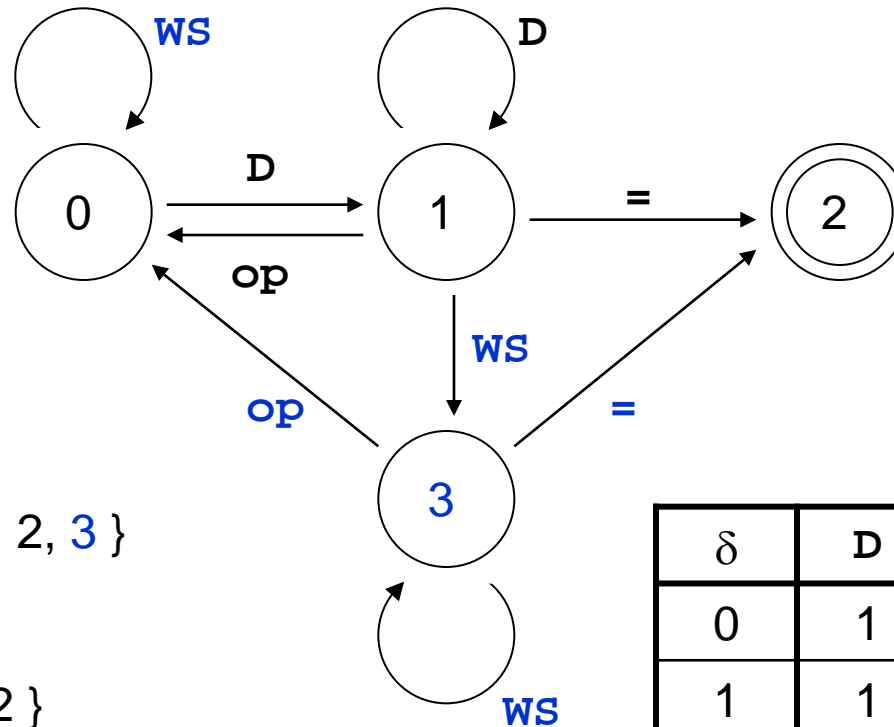 WS
D
D
0
1
=
2
op
WS
op
=
3
2, 3 }
δ D
0 1
1 1
2 }
WS